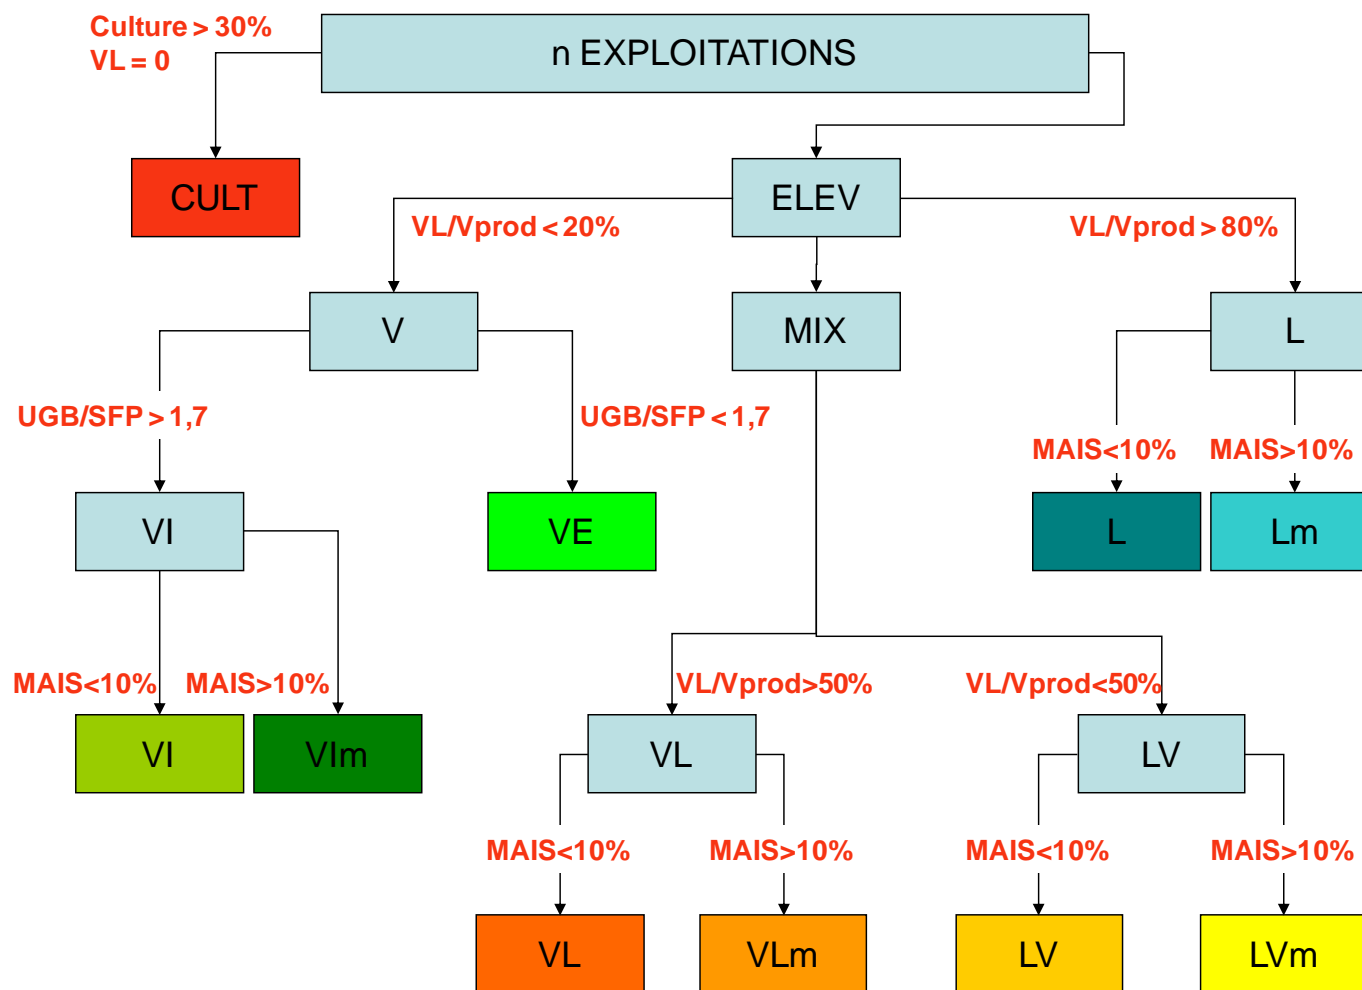 Culture > 30%
VL = 0
n EXPLOITATIONS
CULT
ELEV
VL/Vprod < 20%
VL/Vprod > 80%
V
MIX
L
UGB/SFP > 1,7
UGB/SFP < 1,7
MAIS<10%
MAIS>10%
VI
VE
L
Lm
MAIS<10%
MAIS>10%
VL/Vprod>50%
VL/Vprod<50%
VI
VIm
VL
LV
MAIS<10%
MAIS>10%
MAIS<10%
MAIS>10%
VL
VLm
LV
LVm